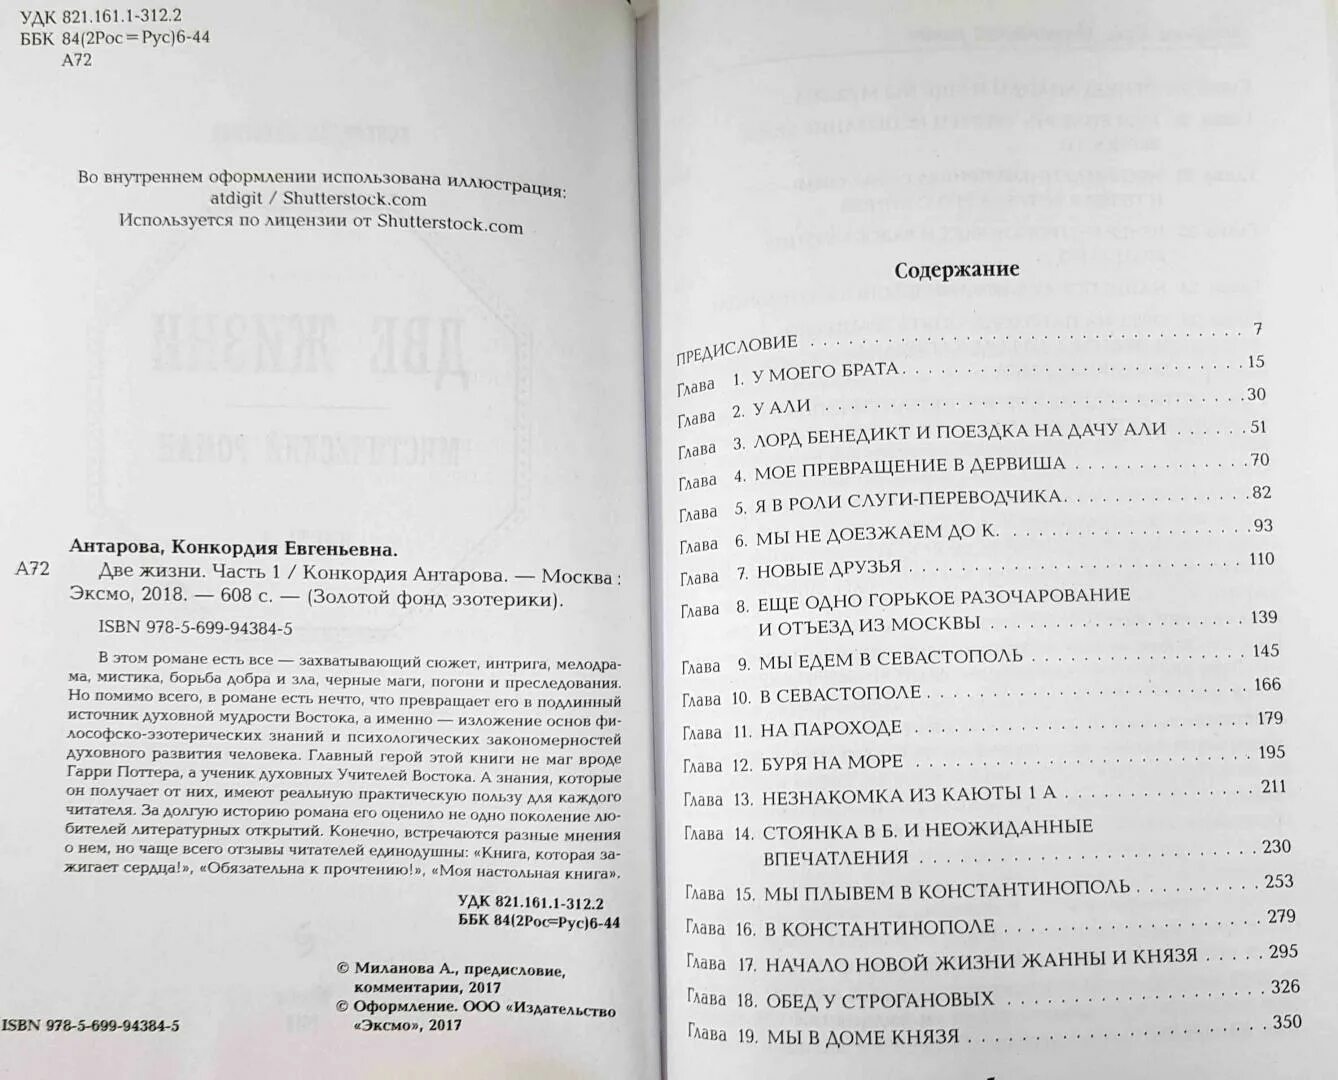 УДК 821.161.1-312.2
ББК 84(2Рос=Рус)6-44
А72
Во внутреннем оформлении использована иллюстрация:
atdigit / Shutterstock.com
Используется по лицензии от Shutterstock.com
Антарова, Конкордия Евгеньевна.
А72 Две жизни. Часть 1 / Конкордия Антарова. — Москва :
Эксмо, 2018. — 608 с. — (Золотой фонд эзотерики).
ISBN 978-5-699-94384-5
В этом романе есть все — захватывающий сюжет, интрига, мелодра-
ма, мистика, борьба добра и зла, черные маги, погони и преследования.
Но помимо всего, в романе есть нечто, что превращает его в подлинный
источник духовной мудрости Востока, а именно — изложение основ фи-
лософско-эзотерических знаний и психологических закономерностей
духовного развития человека. Главный герой этой книги не маг вроде
Гарри Поттера, а ученик духовных Учителей Востока. А знания, которые
он получает от них, имеют реальную практическую пользу для каждого
читателя. За долгую историю романа его оценило не одно поколение лю-
бителей литературных открытий. Конечно, встречаются разные мнения
о нем, но чаще всего отзывы читателей единодушны: «Книга, которая за-
жигает сердца!», «Обязательна к прочтению!», «Моя настольная книга».
УДК 821.161.1-312.2
ББК 84(2Рос=Рус)6-44
© Миланова А., предисловие,
комментарии, 2017
© Оформление. ООО «Издательство
«Эксмо», 2017
ISBN 978-5-699-94384-5
Содержание
ПРЕДИСЛОВИЕ . . . . . . . . . . 7
Глава 1. У МОЕГО БРАТА. . . . . . . . . . 15
Глава 2. У АЛИ . . . . . . . . . . 30
Глава 3. ЛОРД БЕНЕДИКТ И ПОЕЗДКА НА ДАЧУ АЛИ . . . . . . 51
Глава 4. МОЕ ПРЕВРАЩЕНИЕ В ДЕРВИША . . . . . . . . . . 70
Глава 5. Я В РОЛИ СЛУГИ-ПЕРЕВОДЧИКА. . . . . . . . . . 82
Глава 6. МЫ НЕ ДОЕЗЖАЕМ ДО К. . . . . . . . . . 93
Глава 7. НОВЫЕ ДРУЗЬЯ . . . . . . . . . . 110
Глава 8. ЕЩЕ ОДНО ГОРЬКОЕ РАЗОЧАРОВАНИЕ
И ОТЪЕЗД ИЗ МОСКВЫ . . . . . . . . . . 139
Глава 9. МЫ ЕДЕМ В СЕВАСТОПОЛЬ . . . . . . . . . . 145
Глава 10. В СЕВАСТОПОЛЕ . . . . . . . . . . 166
Глава 11. НА ПАРОХОДЕ . . . . . . . . . . 179
Глава 12. БУРЯ НА МОРЕ . . . . . . . . . . 195
Глава 13. НЕЗНАКОМКА ИЗ КАЮТЫ 1 А . . . . . . . . . . 211
Глава 14. СТОЯНКА В Б. И НЕОЖИДАННЫЕ
ВПЕЧАТЛЕНИЯ . . . . . . . . . . 230
Глава 15. МЫ ПЛЫВЕМ В КОНСТАНТИНОПОЛЬ . . . . . . . . . . 253
Глава 16. В КОНСТАНТИНОПОЛЕ . . . . . . . . . . 279
Глава 17. НАЧАЛО НОВОЙ ЖИЗНИ ЖАННЫ И КНЯЗЯ . . . . . . 295
Глава 18. ОБЕД У СТРОГАНОВЫХ . . . . . . . . . . 326
Глава 19. МЫ В ДОМЕ КНЯЗЯ . . . . . . . . . . 350